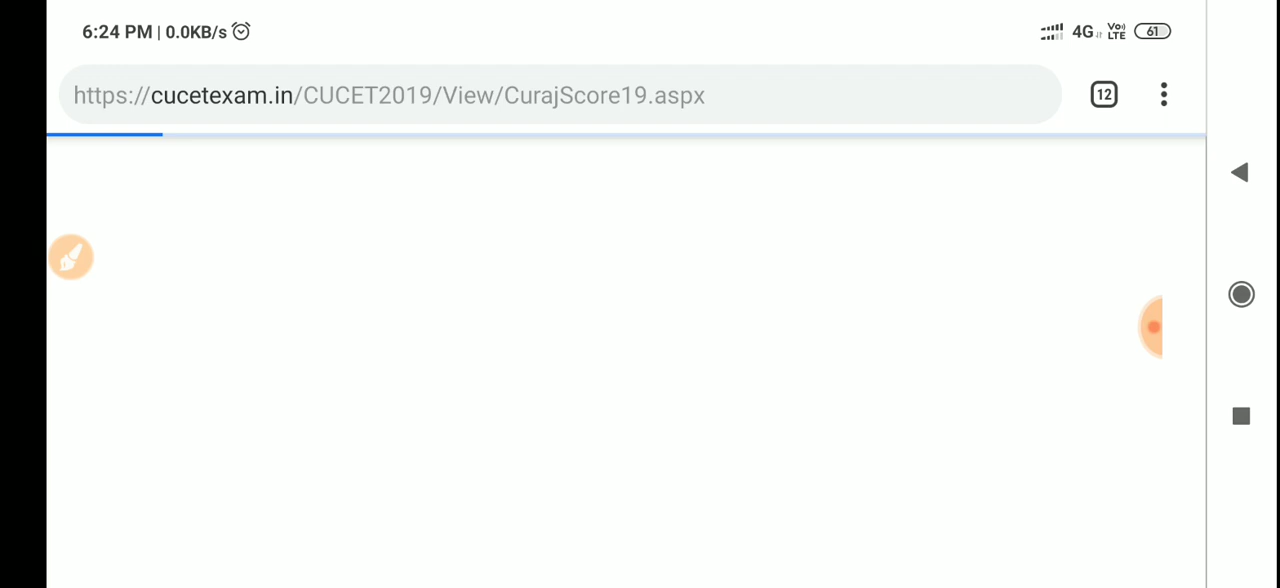 6:24 PM | 0.0KB/s 4G Vo) LTE 61
https://cucetexam.in/CUCET2019/View/CurajScore19.aspx 12